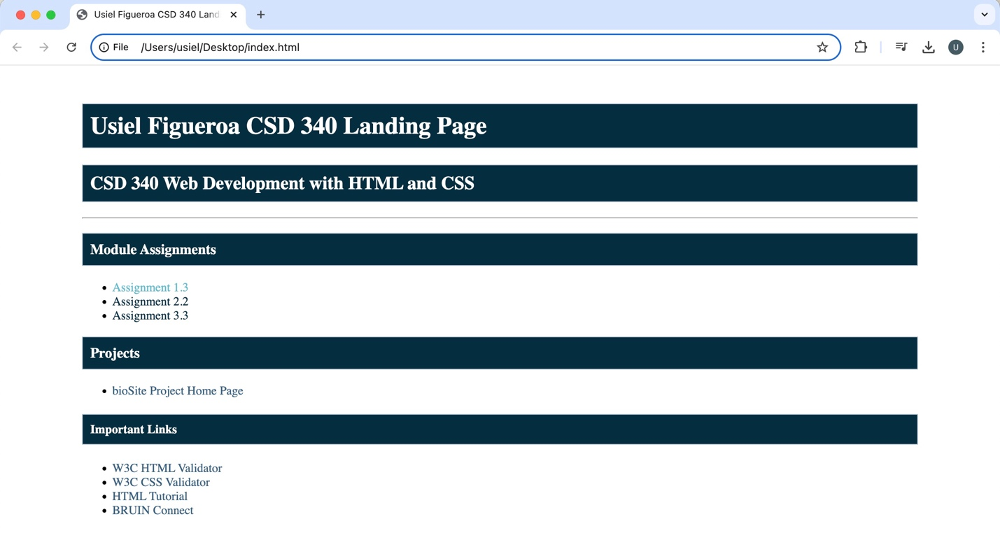 Usiel Figueroa CSD 340 Land
File /Users/usiel/Desktop/index.html
U
Usiel Figueroa CSD 340 Landing Page
CSD 340 Web Development with HTML and CSS
Module Assignments
Assignment 1.3
Assignment 2.2
Assignment 3.3
Projects
bioSite Project Home Page
Important Links
W3C HTML Validator
W3C CSS Validator
HTML Tutorial
BRUIN Connect